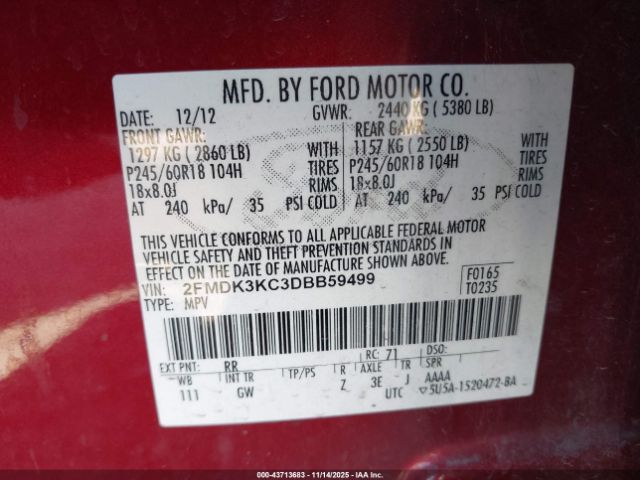 MFD. BY FORD MOTOR CO.
DATE: 12/12 GVWR: 2440 KG ( 5380 LB)
FRONT GAWR: REAR GAWR:
1297 KG ( 2860 LB) WITH 1157 KG ( 2550 LB) WITH
P245/60R18 104H TIRES P245/60R18 104H TIRES
18x8.0J RIMS 18x8.0J RIMS
AT 240 kPa/ 35 PSI COLD AT 240 kPa/ 35 PSI COLD
THIS VEHICLE CONFORMS TO ALL APPLICABLE FEDERAL MOTOR
VEHICLE SAFETY AND THEFT PREVENTION STANDARDS IN
EFFECT ON THE DATE OF MANUFACTURE SHOWN ABOVE.
VIN: 2FMDK3KC3DBB59499 F0165
TYPE: MPV T0235
EXT PNT: RR RC: 71 DSO:
WB INT TR TP/PS R AXLE TR SPR
111 GW Z 3E J AAAA
UTC ▽5U5A-1520472-BA
000-43713683 - 11/14/2025 - IAA